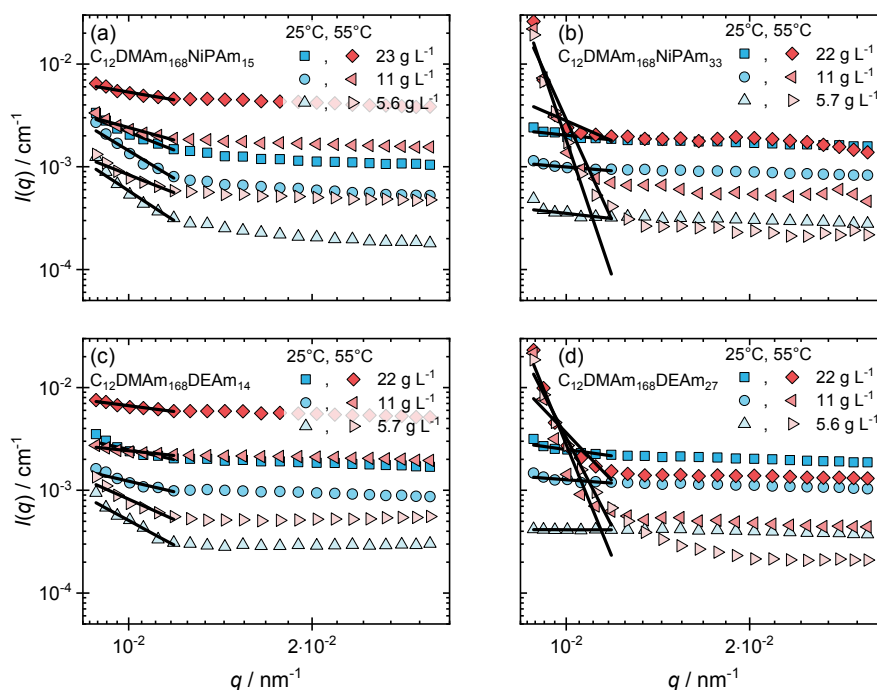 (a) 25°C, 55°C
C₁₂DMAm₁₆₈NiPAm₁₅
, 23 g L⁻¹
, 11 g L⁻¹
, 5.6 g L⁻¹
10⁻²
10⁻³
10⁻⁴
I(q) / cm⁻¹
(b) 25°C, 55°C
C₁₂DMAm₁₆₈NiPAm₃₃
, 22 g L⁻¹
, 11 g L⁻¹
, 5.7 g L⁻¹
(c) 25°C, 55°C
C₁₂DMAm₁₆₈DEAm₁₄
, 22 g L⁻¹
, 11 g L⁻¹
, 5.7 g L⁻¹
10⁻²
10⁻³
10⁻⁴
I(q) / cm⁻¹
10⁻² 2·10⁻²
q / nm⁻¹
(d) 25°C, 55°C
C₁₂DMAm₁₆₈DEAm₂₇
, 22 g L⁻¹
, 11 g L⁻¹
, 5.6 g L⁻¹
10⁻² 2·10⁻²
q / nm⁻¹